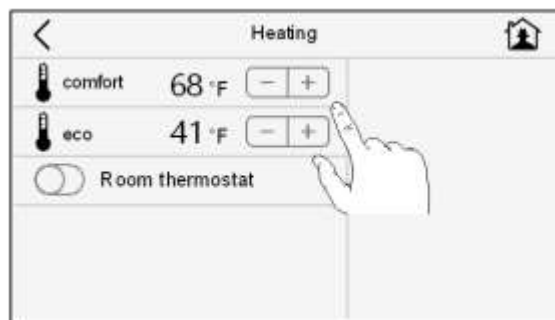 Heating
comfort 68 °F − +
eco 41 °F − +
Room thermostat